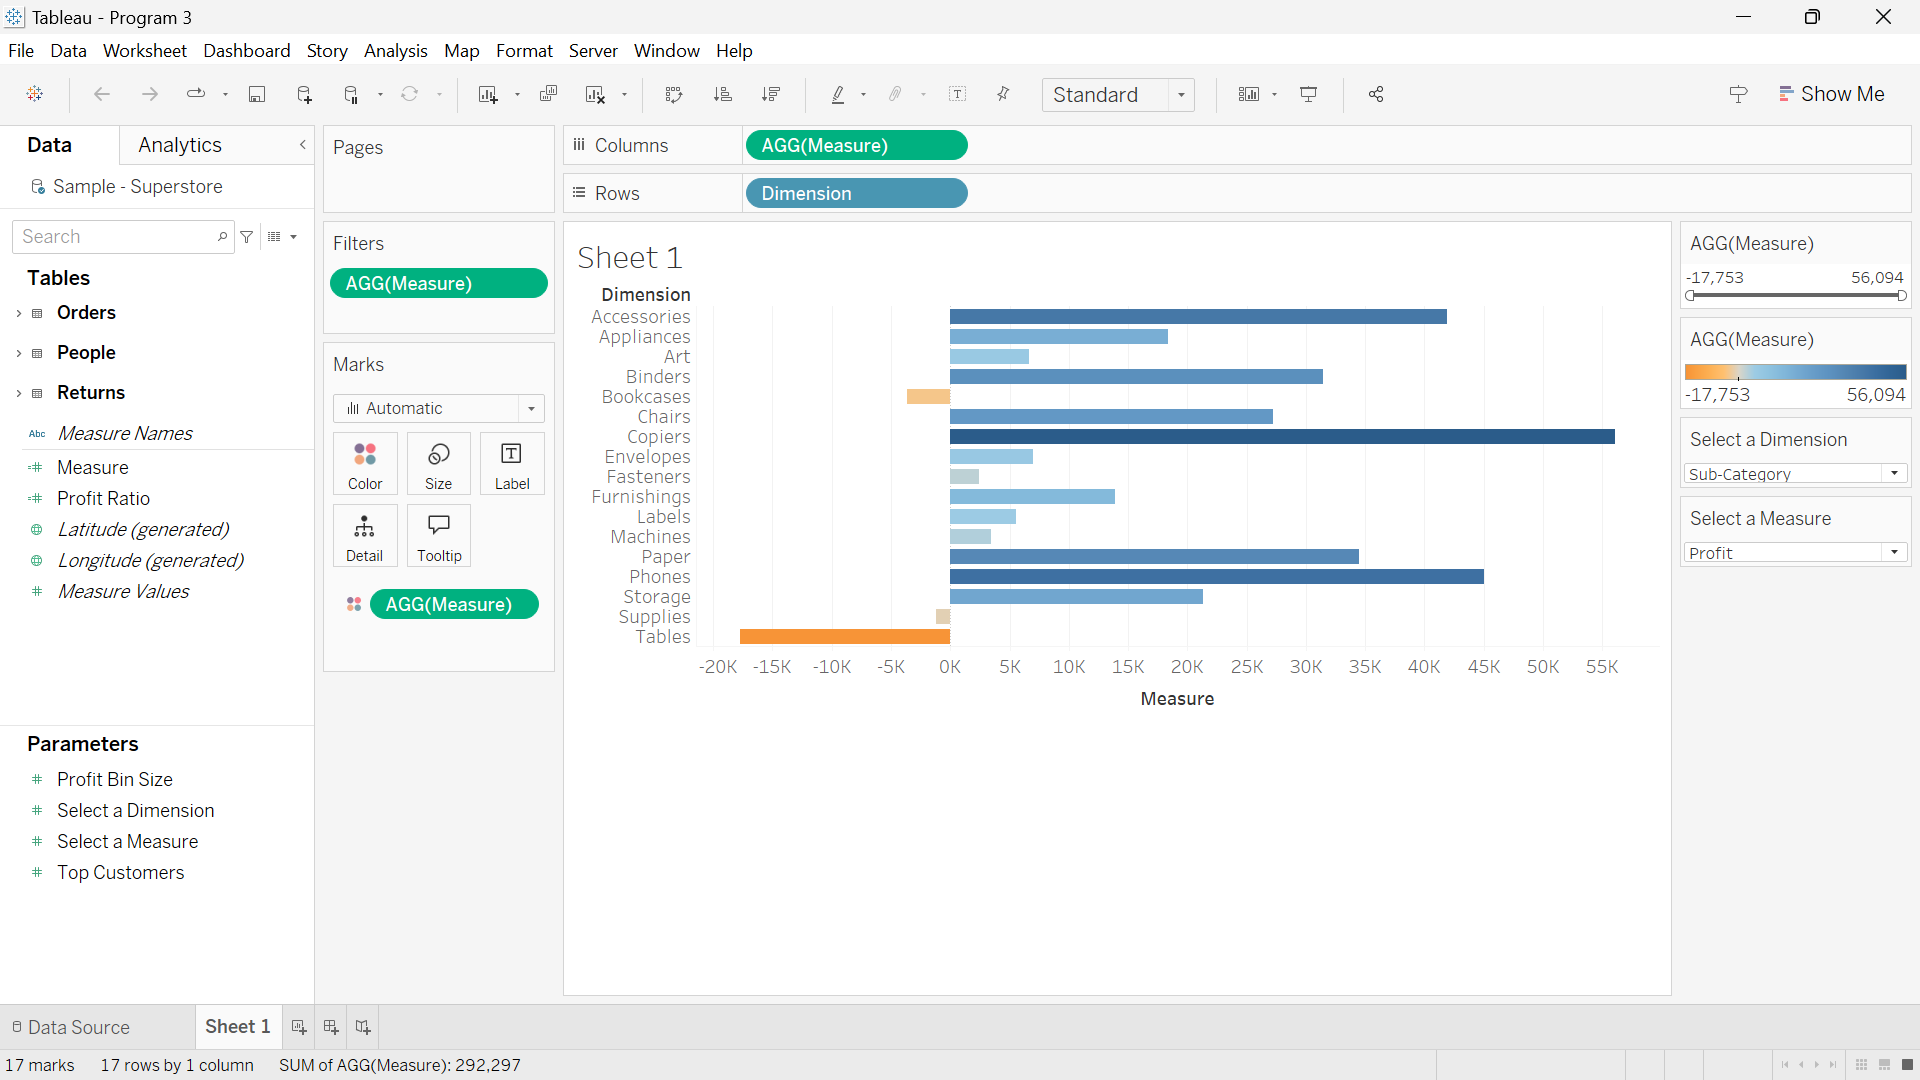 Tableau - Program 3
File Data Worksheet Dashboard Story Analysis Map Format Server Window Help
Standard
Show Me
Data
Analytics
Sample - Superstore
Search
Tables
Orders
People
Returns
Abc Measure Names
Measure
Profit Ratio
Latitude (generated)
Longitude (generated)
Measure Values
Parameters
Profit Bin Size
Select a Dimension
Select a Measure
Top Customers
Pages
Filters
AGG(Measure)
Marks
Automatic
Color Size Label
Detail Tooltip
AGG(Measure)
Columns AGG(Measure)
Rows Dimension
Sheet 1
Dimension
Accessories
Appliances
Art
Binders
Bookcases
Chairs
Copiers
Envelopes
Fasteners
Furnishings
Labels
Machines
Paper
Phones
Storage
Supplies
Tables
-20K -15K -10K -5K 0K 5K 10K 15K 20K 25K 30K 35K 40K 45K 50K 55K
Measure
AGG(Measure)
-17,753 56,094
AGG(Measure)
-17,753 56,094
Select a Dimension
Sub-Category
Select a Measure
Profit
Data Source Sheet 1
17 marks 17 rows by 1 column SUM of AGG(Measure): 292,297